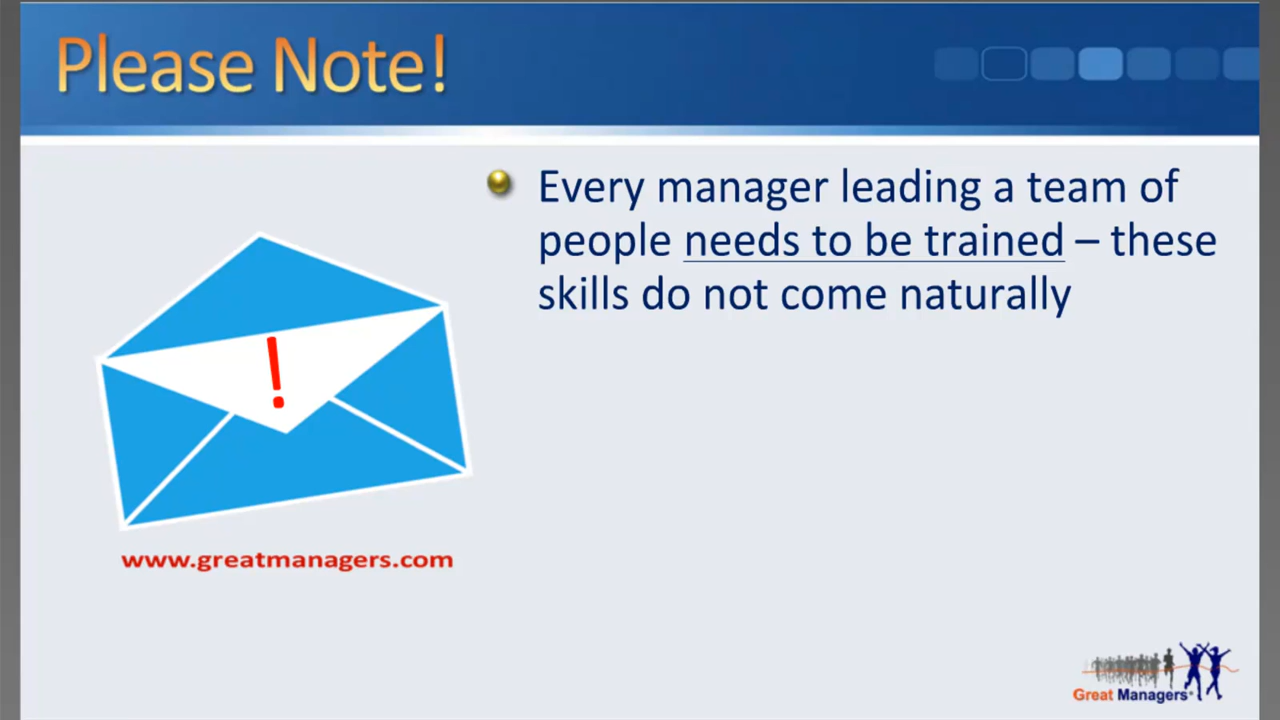 Please Note!
Every manager leading a team of
people needs to be trained – these
skills do not come naturally
!
www.greatmanagers.com
Great Managers®